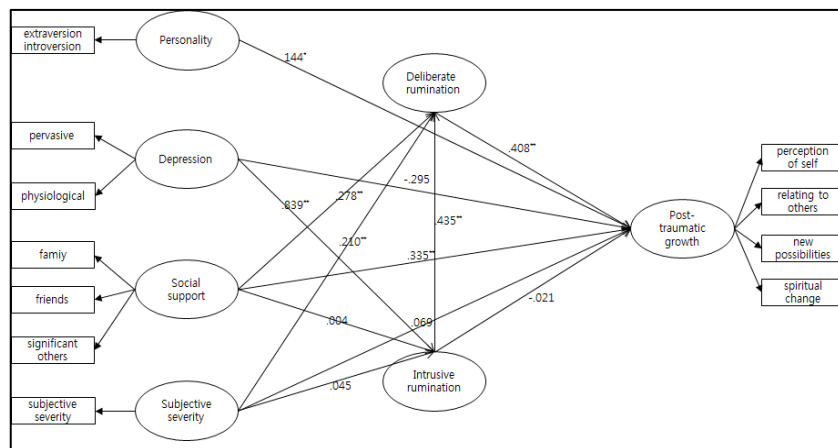 extraversion
introversion
Personality
.144*
Deliberate
rumination
pervasive
physiological
Depression
.408**
-.295
.839**
.278**
.435**
.210**
.335**
perception
of self
relating to
others
new
possibilities
spiritual
change
Post-
traumatic
growth
famiy
friends
significant
others
Social
support
.004
.069
-.021
.045
subjective
severity
Subjective
severity
Intrusive
rumination